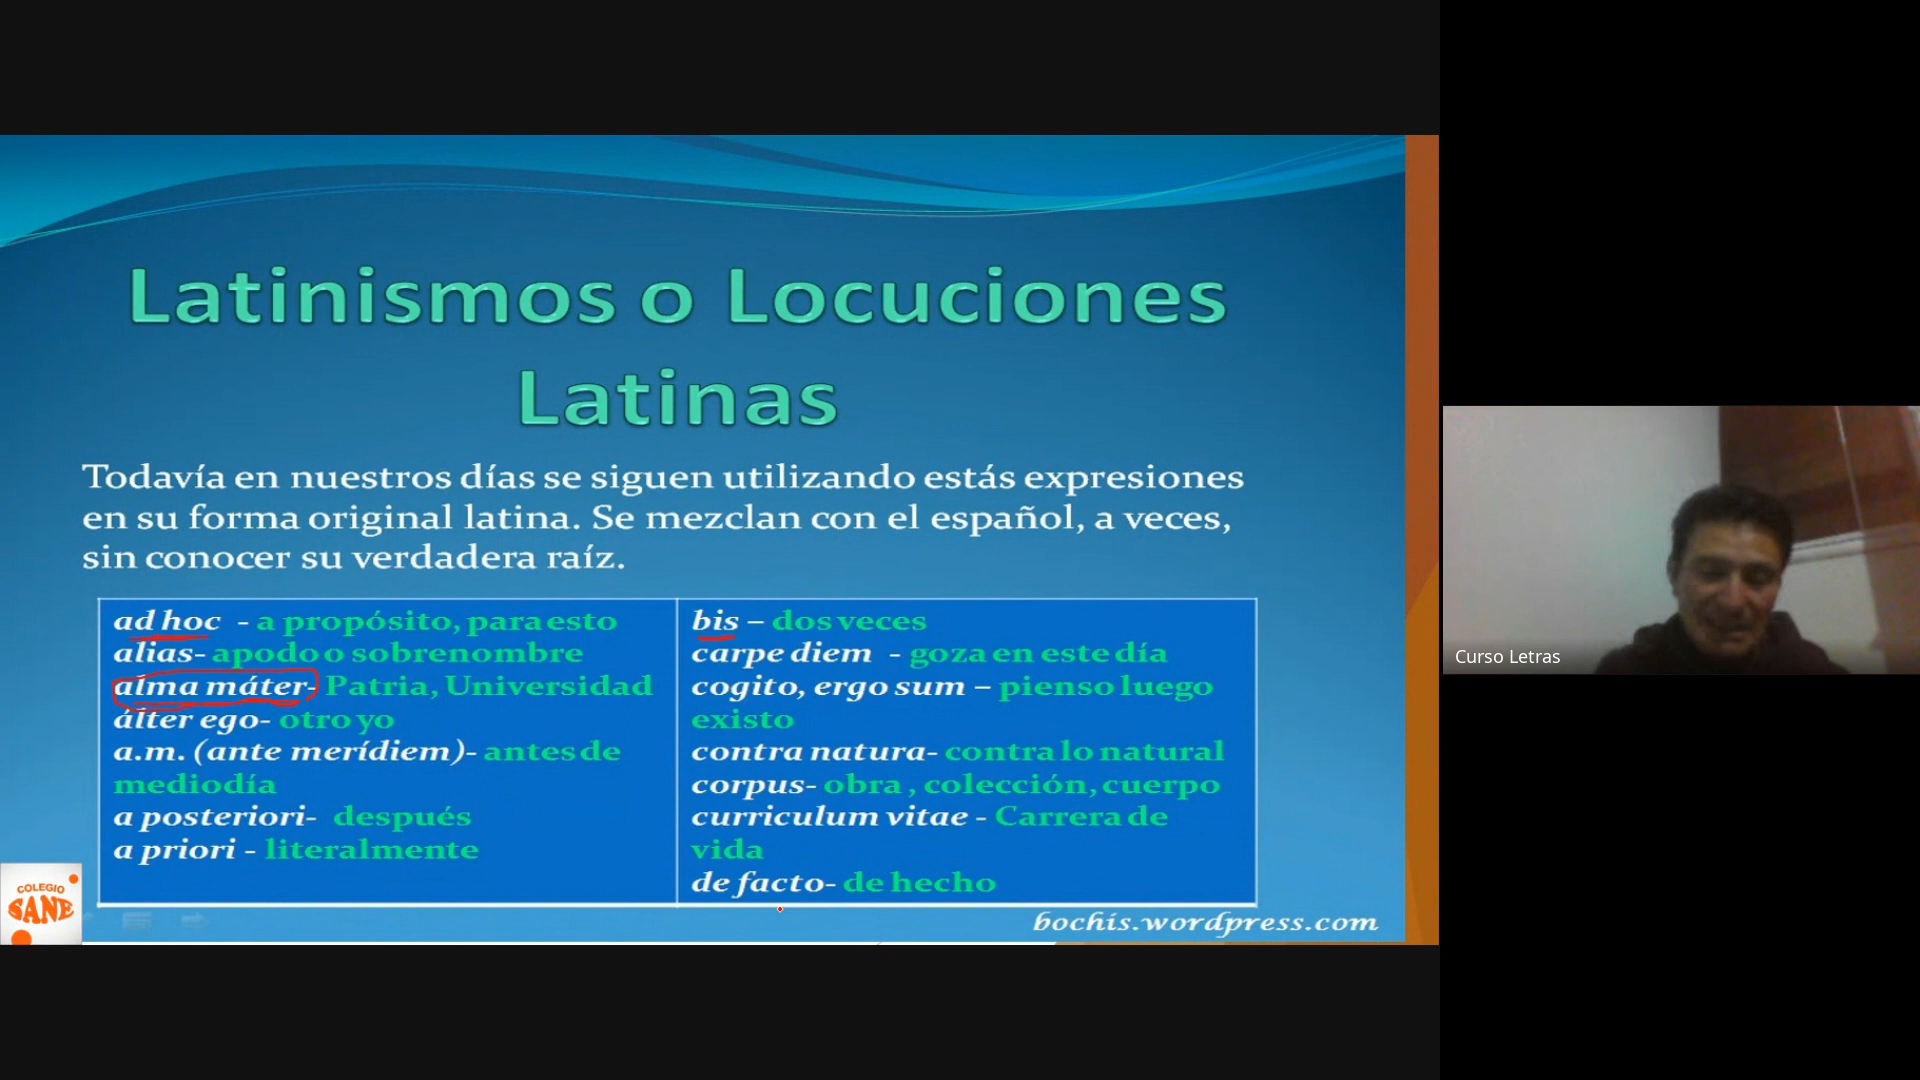 Latinismos o Locuciones
Latinas
Todavía en nuestros días se siguen utilizando estás expresiones
en su forma original latina. Se mezclan con el español, a veces,
sin conocer su verdadera raíz.
ad hoc - a propósito, para esto
alias- apodo o sobrenombre
alma máter- Patria, Universidad
álter ego- otro yo
a.m. (ante merídiem)- antes de
mediodía
a posteriori- después
a priori - literalmente
bis – dos veces
carpe diem - goza en este día
cogito, ergo sum – pienso luego
existo
contra natura- contra lo natural
corpus- obra , colección, cuerpo
curriculum vitae - Carrera de
vida
de facto- de hecho
bochis.wordpress.com
COLEGIO
SANE
Curso Letras